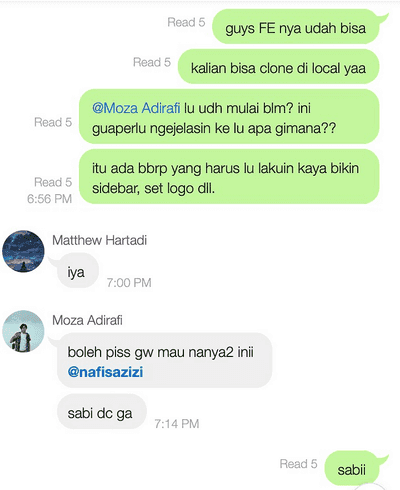 Read 5
guys FE nya udah bisa
Read 5
kalian bisa clone di local yaa
@Moza Adirafi lu udh mulai blm? ini
guaperlu ngejelasin ke lu apa gimana??
Read 5
itu ada bbrp yang harus lu lakuin kaya bikin
sidebar, set logo dll.
Read 5
6:56 PM
Matthew Hartadi
iya
7:00 PM
Moza Adirafi
boleh piss gw mau nanya2 inii
@nafisazizi
sabi dc ga
7:14 PM
Read 5
sabii